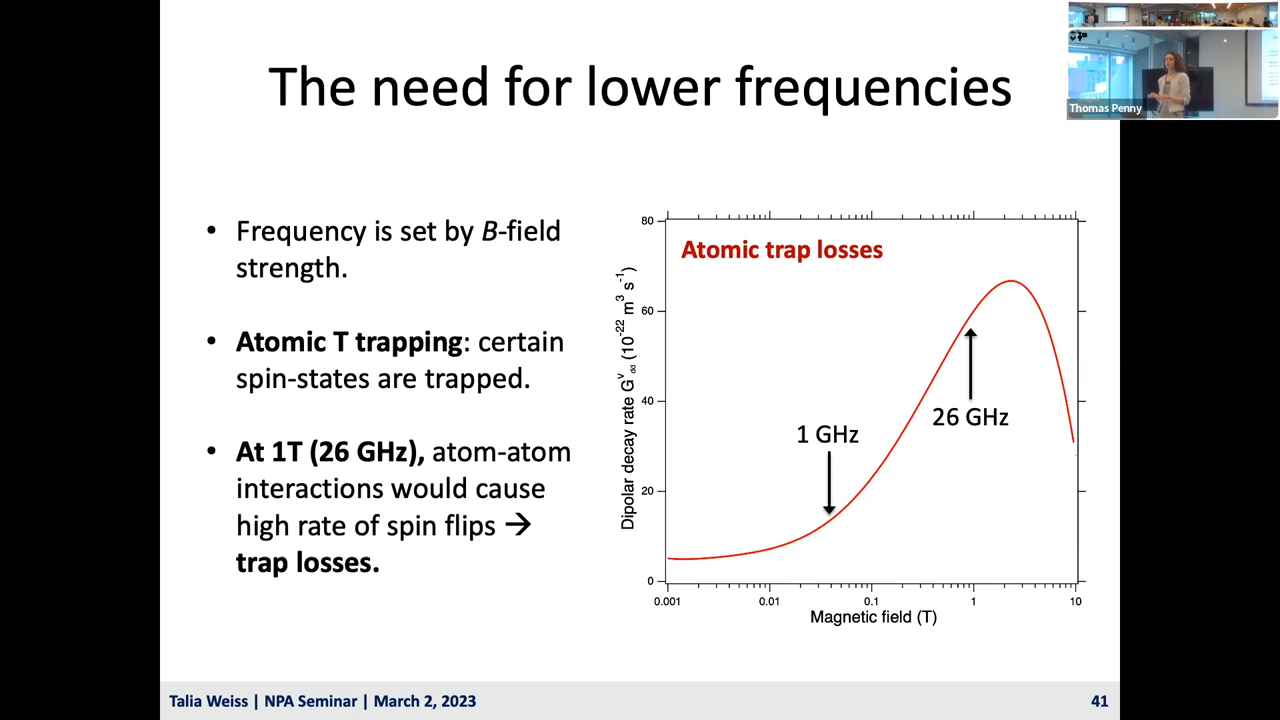 The need for lower frequencies
Thomas Penny
• Frequency is set by B-field
strength.
• Atomic T trapping: certain
spin-states are trapped.
• At 1T (26 GHz), atom-atom
interactions would cause
high rate of spin flips →
trap losses.
Atomic trap losses
Dipolar decay rate G^v_dd (10^-22 m^3 s^-1)
80
60
40
20
0
1 GHz
26 GHz
0.001 0.01 0.1 1 10
Magnetic field (T)
Talia Weiss | NPA Seminar | March 2, 2023
41